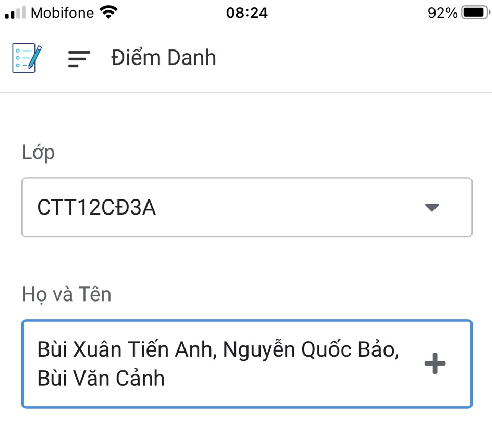 Mobifone 08:24 92%
Điểm Danh
Lớp
CTT12CĐ3A
Họ và Tên
Bùi Xuân Tiến Anh, Nguyễn Quốc Bảo,
Bùi Văn Cảnh